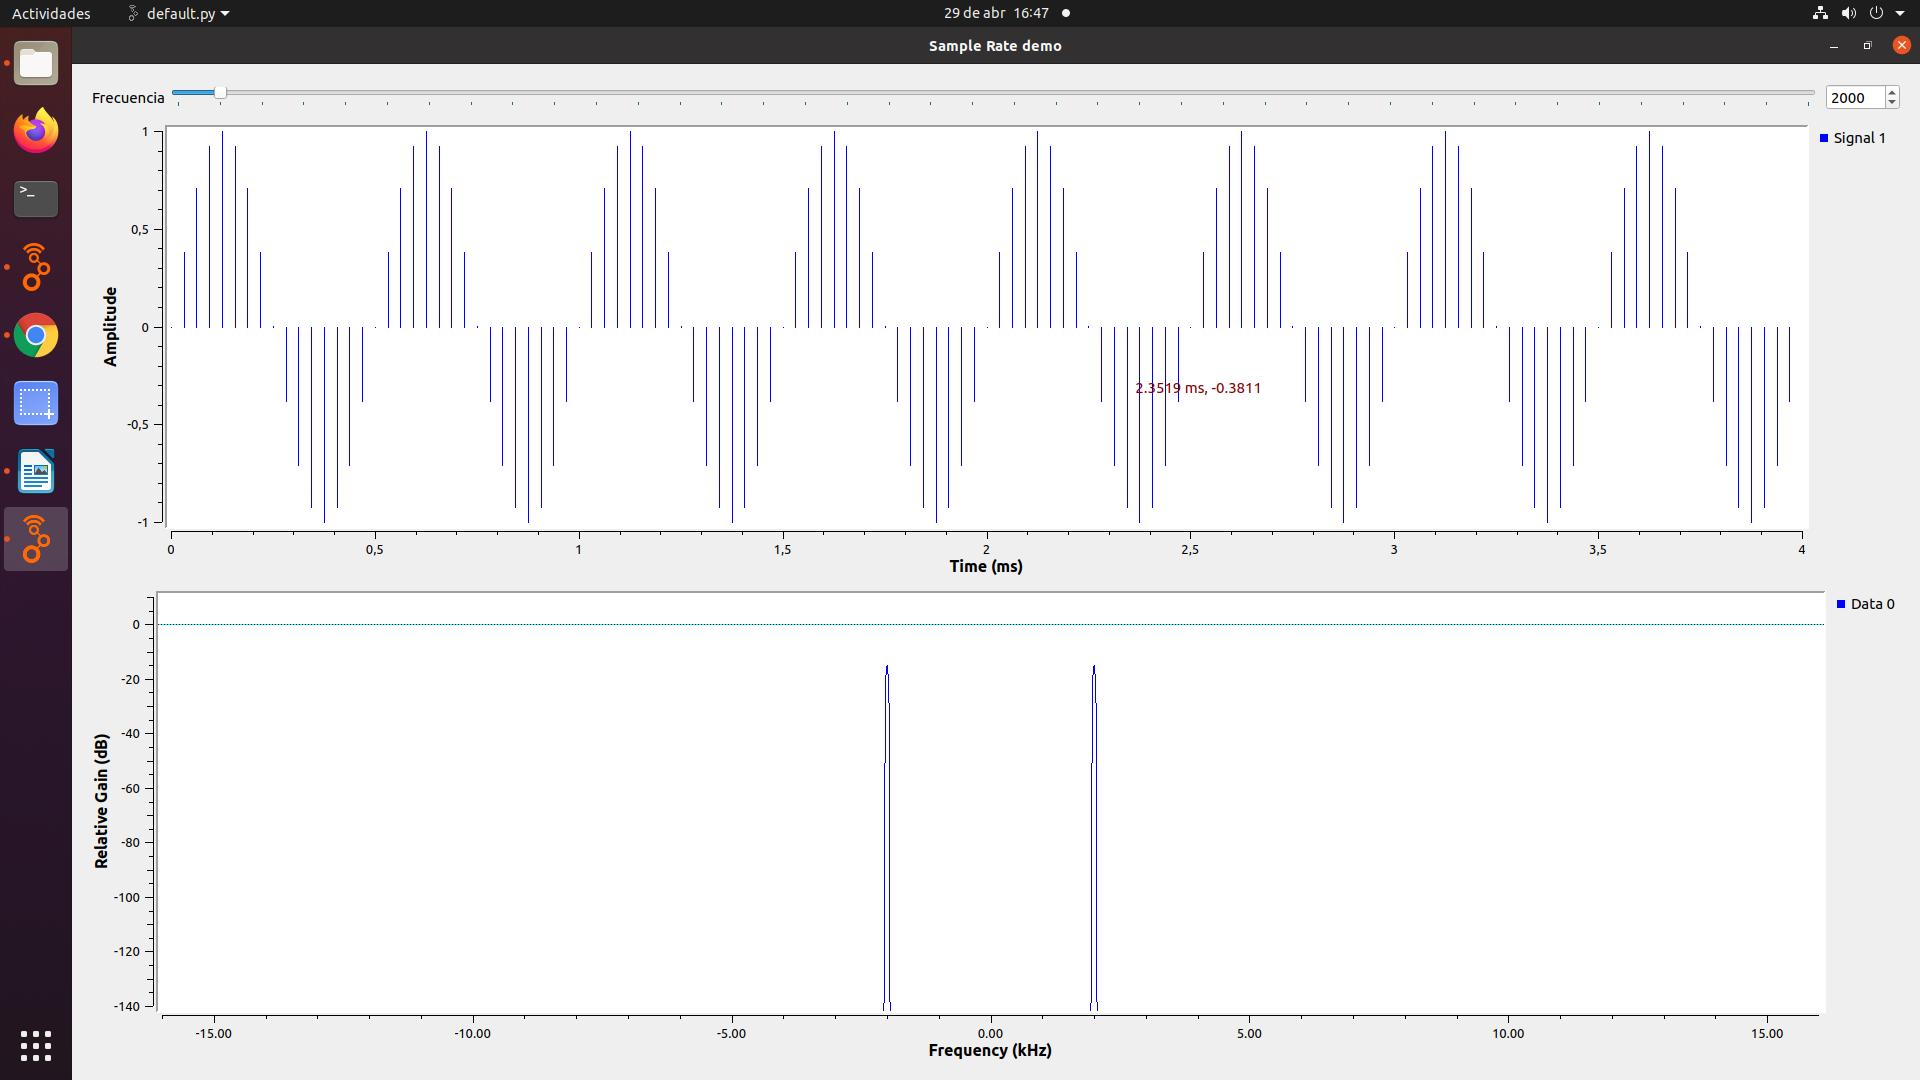 Actividades default.py 29 de abr 16:47
Sample Rate demo
Frecuencia 2000
Signal 1
1
0,5
0
-0,5
-1
Amplitude
2.3519 ms, -0.3811
0 0,5 1 1,5 2 2,5 3 3,5 4
Time (ms)
Data 0
0
-20
-40
-60
-80
-100
-120
-140
Relative Gain (dB)
-15.00 -10.00 -5.00 0.00 5.00 10.00 15.00
Frequency (kHz)